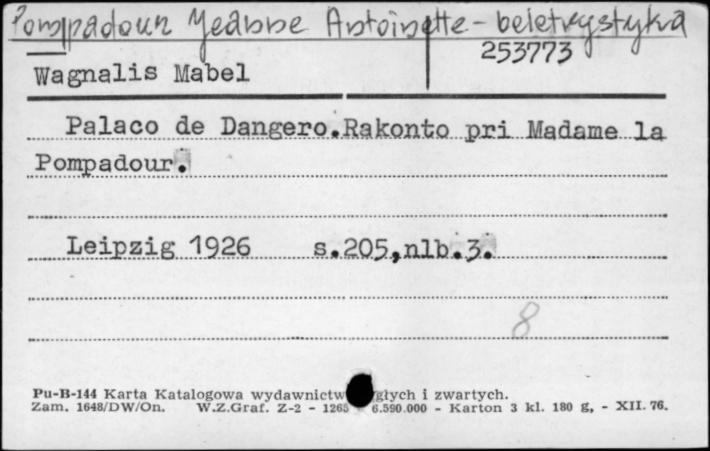 Pompadour Jeanne Antoinette - beletrystyka
253773
Wagnalis Mabel
Palaco de Dangero.Rakonto pri Madame la
Pompadour.
Leipzig 1926 s.205,nlb.3.
8
Pu-B-144 Karta Katalogowa wydawnictw głych i zwartych.
Zam. 1648/DW/On. W.Z.Graf. Z-2 - 1265 6.590.000 - Karton 3 kl. 180 g, - XII. 76.